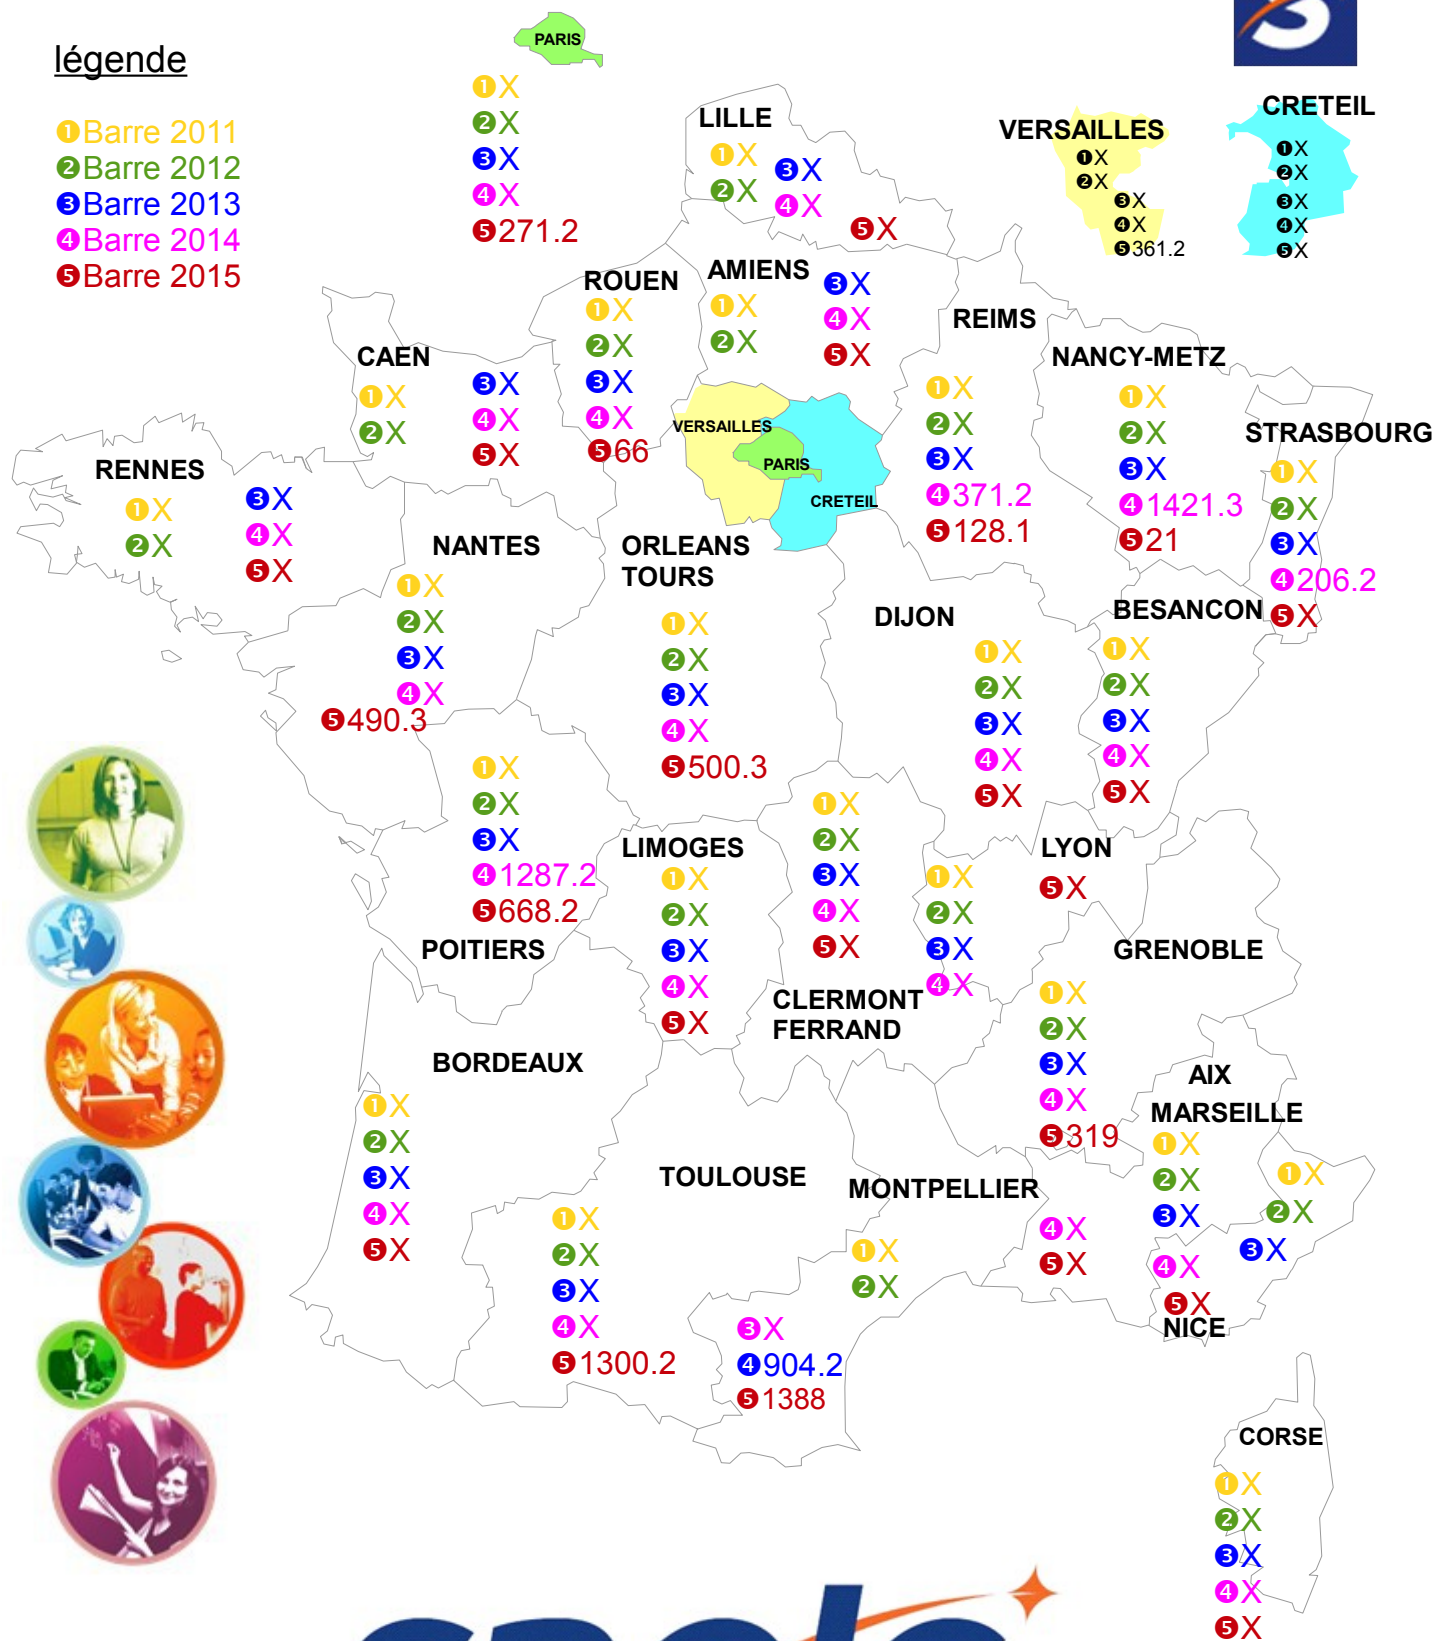 légende
❶Barre 2011
❷Barre 2012
❸Barre 2013
❹Barre 2014
❺Barre 2015
PARIS
❶X
❷X
❸X
❹X
❺271.2
LILLE
❶X
❷X
❸X
❹X
❺X
VERSAILLES
❶X
❷X
❸X
❹X
❺361.2
CRETEIL
❶X
❷X
❸X
❹X
❺X
ROUEN
❶X
❷X
❸X
❹X
❺66
AMIENS
❶X
❷X
❸X
❹X
❺X
REIMS
❶X
❷X
❸X
❹371.2
❺128.1
NANCY-METZ
❶X
❷X
❸X
❹1421.3
❺21
STRASBOURG
❶X
❷X
❸X
❹206.2
❺X
CAEN
❶X
❷X
❸X
❹X
❺X
VERSAILLES
PARIS
CRETEIL
RENNES
❶X
❷X
❸X
❹X
❺X
NANTES
❶X
❷X
❸X
❹X
❺490.3
ORLEANS
TOURS
❶X
❷X
❸X
❹X
❺500.3
DIJON
❶X
❷X
❸X
❹X
❺X
BESANCON
❶X
❷X
❸X
❹X
❺X
❶X
❷X
❸X
❹1287.2
❺668.2
POITIERS
LIMOGES
❶X
❷X
❸X
❹X
❺X
❶X
❷X
❸X
❹X
❺X
CLERMONT
FERRAND
LYON
❶X
❷X
❸X
❹X
❺X
GRENOBLE
❶X
❷X
❸X
❹X
❺319
BORDEAUX
❶X
❷X
❸X
❹X
❺X
TOULOUSE
❶X
❷X
❸X
❹X
❺1300.2
MONTPELLIER
❶X
❷X
❸X
❹904.2
❺1388
AIX
MARSEILLE
❶X
❷X
❸X
❹X
❺X
❶X
❷X
❸X
❹X
❺X
NICE
CORSE
❶X
❷X
❸X
❹X
❺X